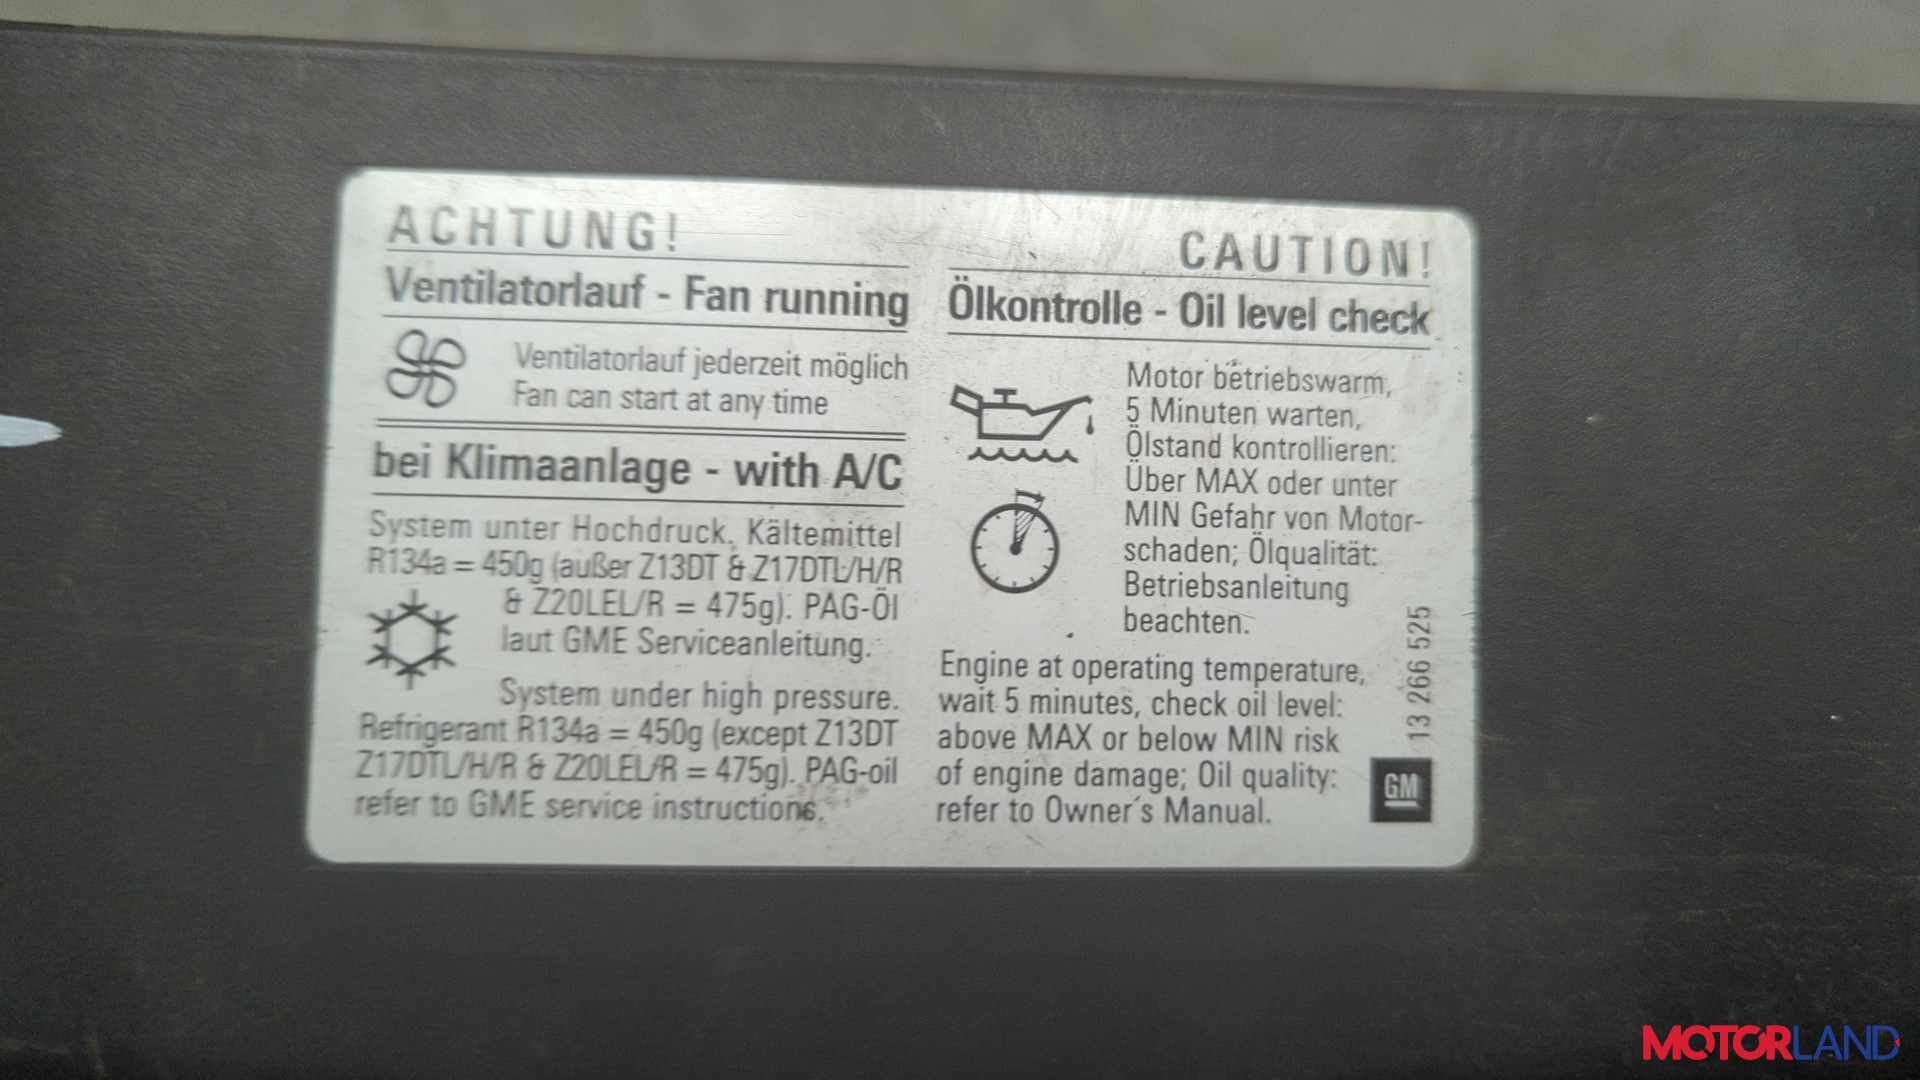 ACHTUNG!
Ventilatorlauf - Fan running
Ventilatorlauf jederzeit möglich
Fan can start at any time
bei Klimaanlage - with A/C
System unter Hochdruck. Kältemittel
R134a = 450g (außer Z13DT & Z17DTL/H/R
& Z20LEL/R = 475g). PAG-Öl
laut GME Serviceanleitung.
System under high pressure.
Refrigerant R134a = 450g (except Z13DT
Z17DTL/H/R & Z20LEL/R = 475g). PAG-oil
refer to GME service instructions.
CAUTION!
Ölkontrolle - Oil level check
Motor betriebswarm,
5 Minuten warten,
Ölstand kontrollieren:
Über MAX oder unter
MIN Gefahr von Motor-
schaden; Ölqualität:
Betriebsanleitung
beachten.
Engine at operating temperature,
wait 5 minutes, check oil level:
above MAX or below MIN risk
of engine damage; Oil quality:
refer to Owner´s Manual.
13 266 525
GM
MOTORLAND